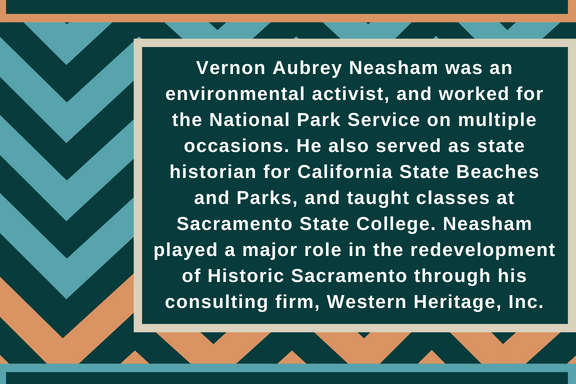 Vernon Aubrey Neasham was an
environmental activist, and worked for
the National Park Service on multiple
occasions. He also served as state
historian for California State Beaches
and Parks, and taught classes at
Sacramento State College. Neasham
played a major role in the redevelopment
of Historic Sacramento through his
consulting firm, Western Heritage, Inc.